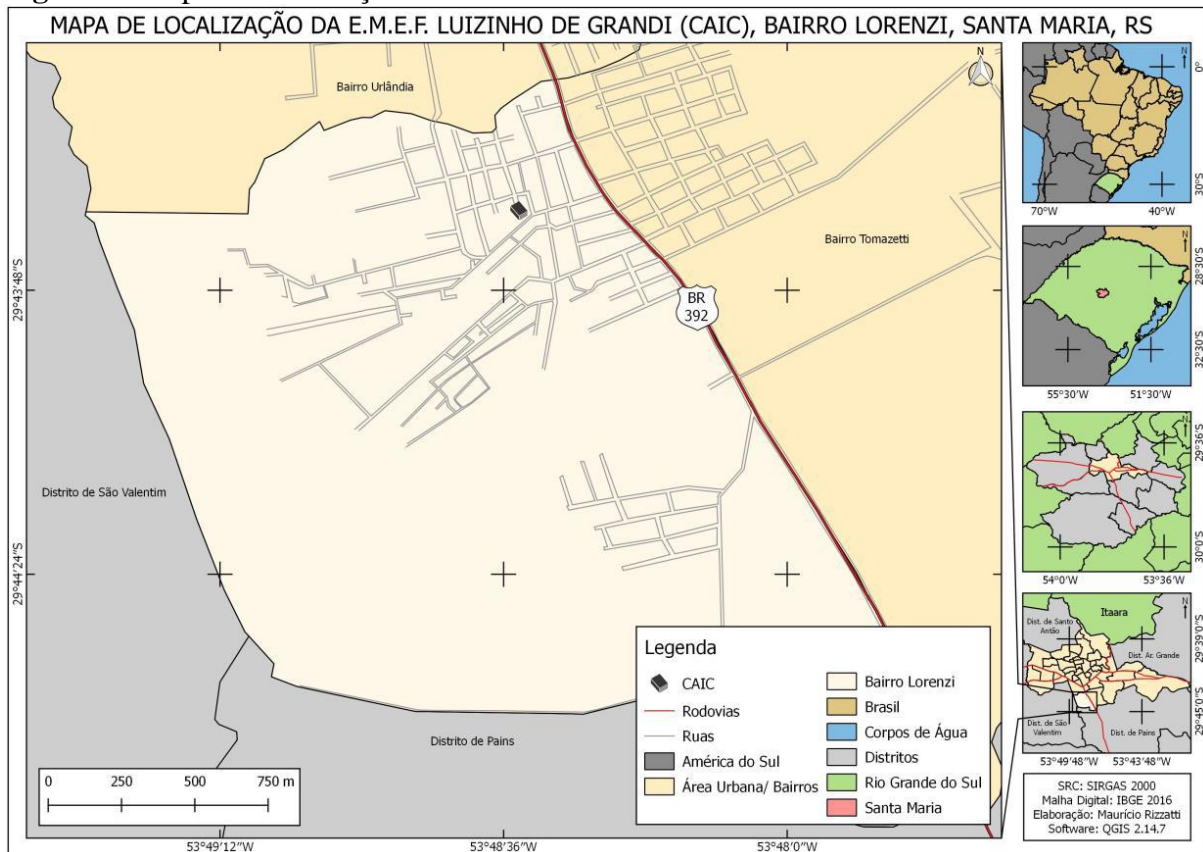 MAPA DE LOCALIZAÇÃO DA E.M.E.F. LUIZINHO DE GRANDI (CAIC), BAIRRO LORENZI, SANTA MARIA, RS
Bairro Urlândia
Bairro Tomazetti
BR
392
Distrito de São Valentim
Distrito de Pains
29°43'48"S
29°44'24"S
53°49'12"W
53°48'36"W
53°48'0"W
0 250 500 750 m
Legenda
CAIC
Rodovias
Ruas
América do Sul
Área Urbana/ Bairros
Bairro Lorenzi
Brasil
Corpos de Água
Distritos
Rio Grande do Sul
Santa Maria
N
N
0°
30°S
70°W
40°W
N
28°30'S
32°30'S
55°30'W
51°30'W
N
29°36'S
30°0'S
54°0'W
53°36'W
N
Itaara
Dist. de Santo
Antão
Dist. Ar. Grande
Dist. de São
Valentim
Dist. de Pains
29°39'0"S
29°45'0"S
53°49'48"W
53°43'48"W
SRC: SIRGAS 2000
Malha Digital: IBGE 2016
Elaboração: Maurício Rizzatti
Software: QGIS 2.14.7